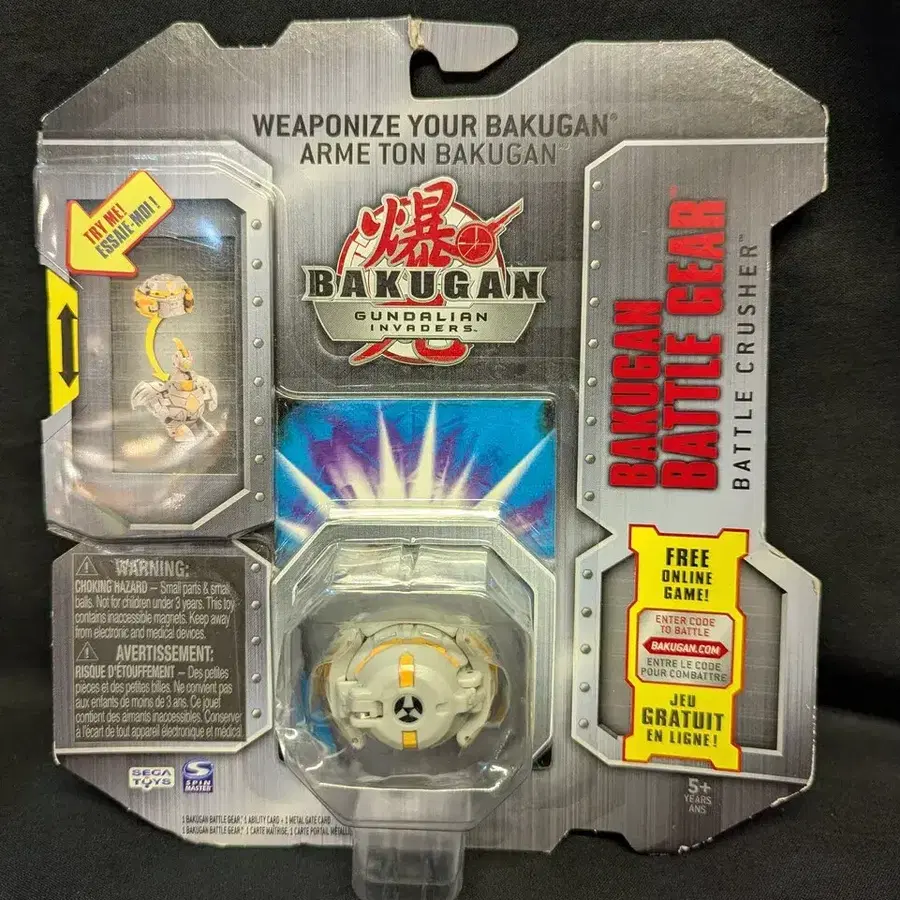 WEAPONIZE YOUR BAKUGAN®
ARME TON BAKUGAN
TRY ME!
ESSAIE-MOI !
爆
BAKUGAN
GUNDALIAN
INVADERS™
BAKUGAN
BATTLE GEAR™
BATTLE CRUSHER™
FREE
ONLINE
GAME!
ENTER CODE
TO BATTLE
BAKUGAN.COM
ENTRE LE CODE
POUR COMBATTRE
JEU
GRATUIT
EN LIGNE !
WARNING:
CHOKING HAZARD – Small parts & small
balls. Not for children under 3 years. This toy
contains inaccessible magnets. Keep away
from electronic and medical devices.
AVERTISSEMENT:
RISQUE D'ÉTOUFFEMENT – Des petites
pièces et des petites billes. Ne convient pas
aux enfants de moins de 3 ans. Ce jouet
contient des aimants inaccessibles. Conserver
à l'écart de tout appareil électronique et médical.
SEGA
TOYS
SPIN
MASTER
1 BAKUGAN BATTLE GEAR,™ 1 ABILITY CARD + 1 METAL GATE CARD
1 BAKUGAN BATTLE GEAR,™ 1 CARTE MAÎTRISE, 1 CARTE PORTAIL
5+
YEARS
ANS